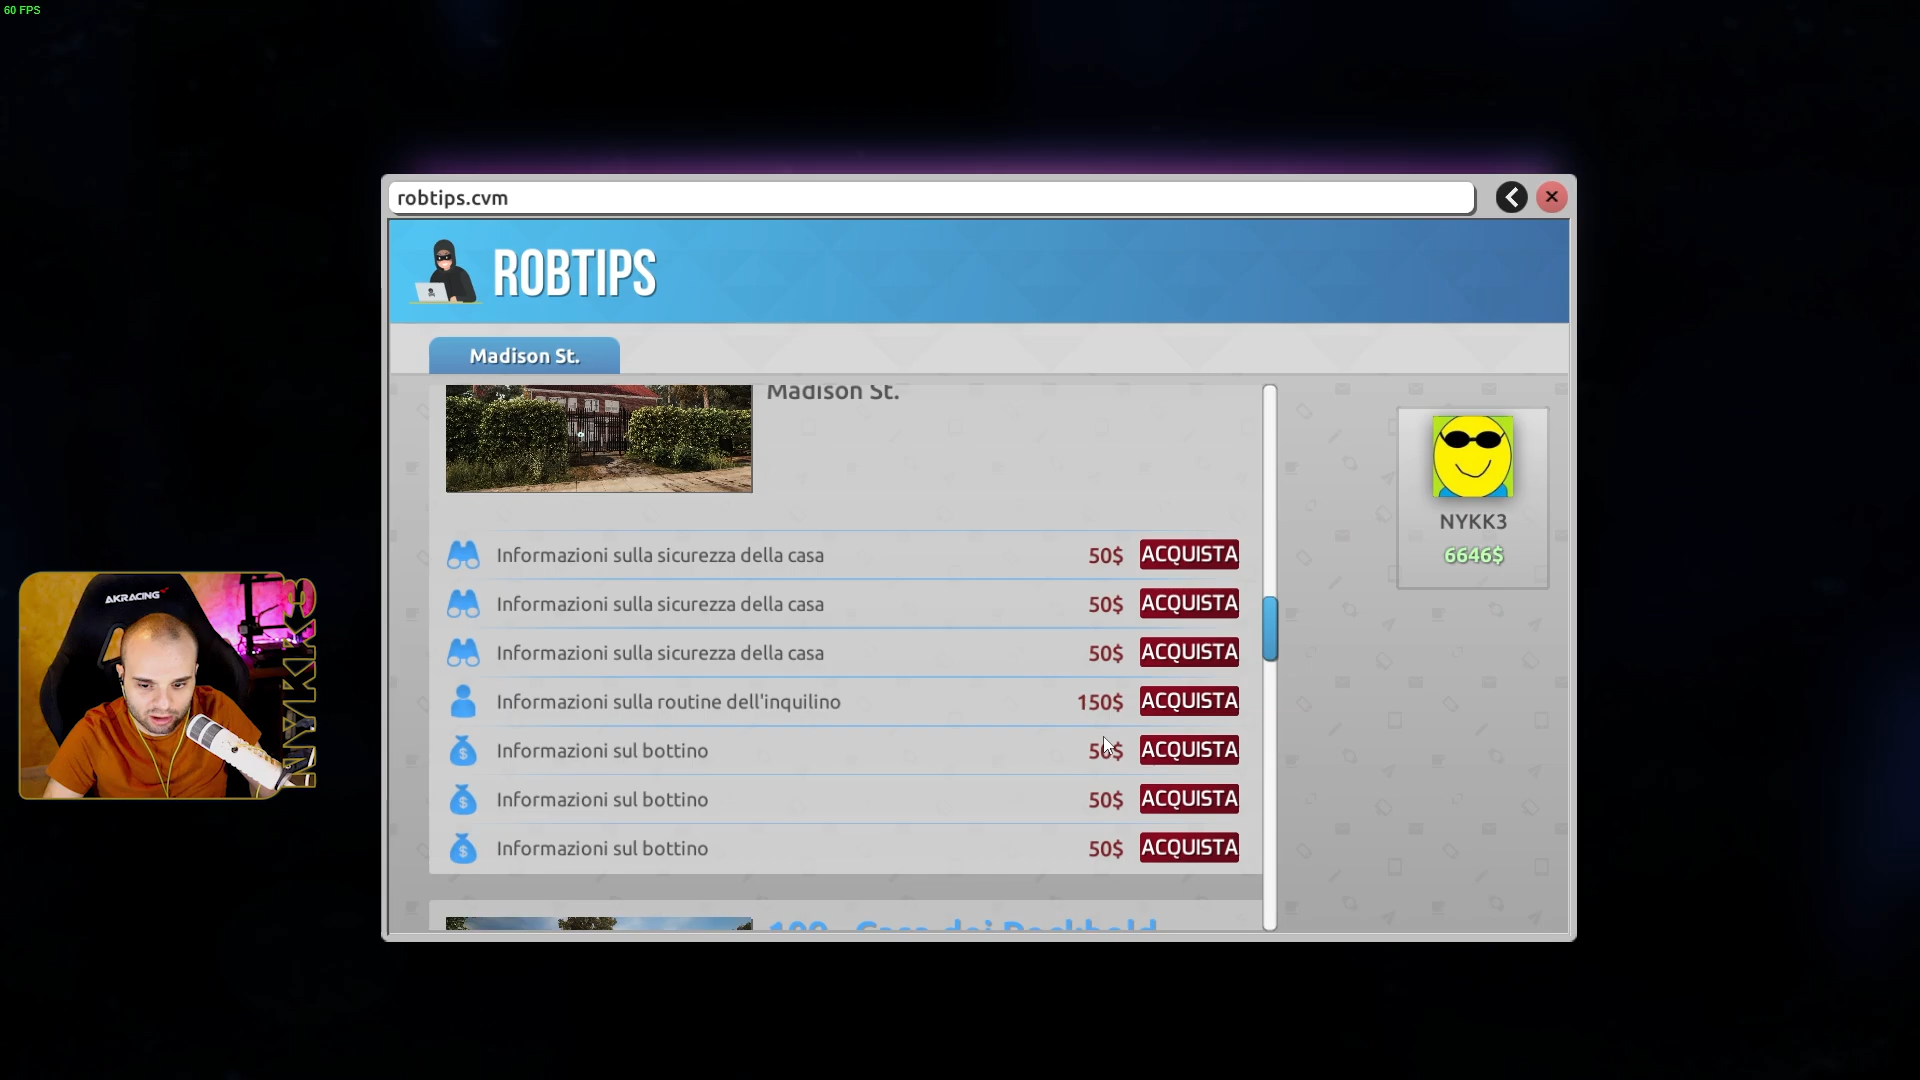 60 FPS
robtips.cvm
ROBTIPS
Madison St.
Madison St.
Informazioni sulla sicurezza della casa 50$ ACQUISTA
Informazioni sulla sicurezza della casa 50$ ACQUISTA
Informazioni sulla sicurezza della casa 50$ ACQUISTA
Informazioni sulla routine dell'inquilino 150$ ACQUISTA
Informazioni sul bottino 50$ ACQUISTA
Informazioni sul bottino 50$ ACQUISTA
Informazioni sul bottino 50$ ACQUISTA
NYKK3
6646$
AKRACING
NYKK3